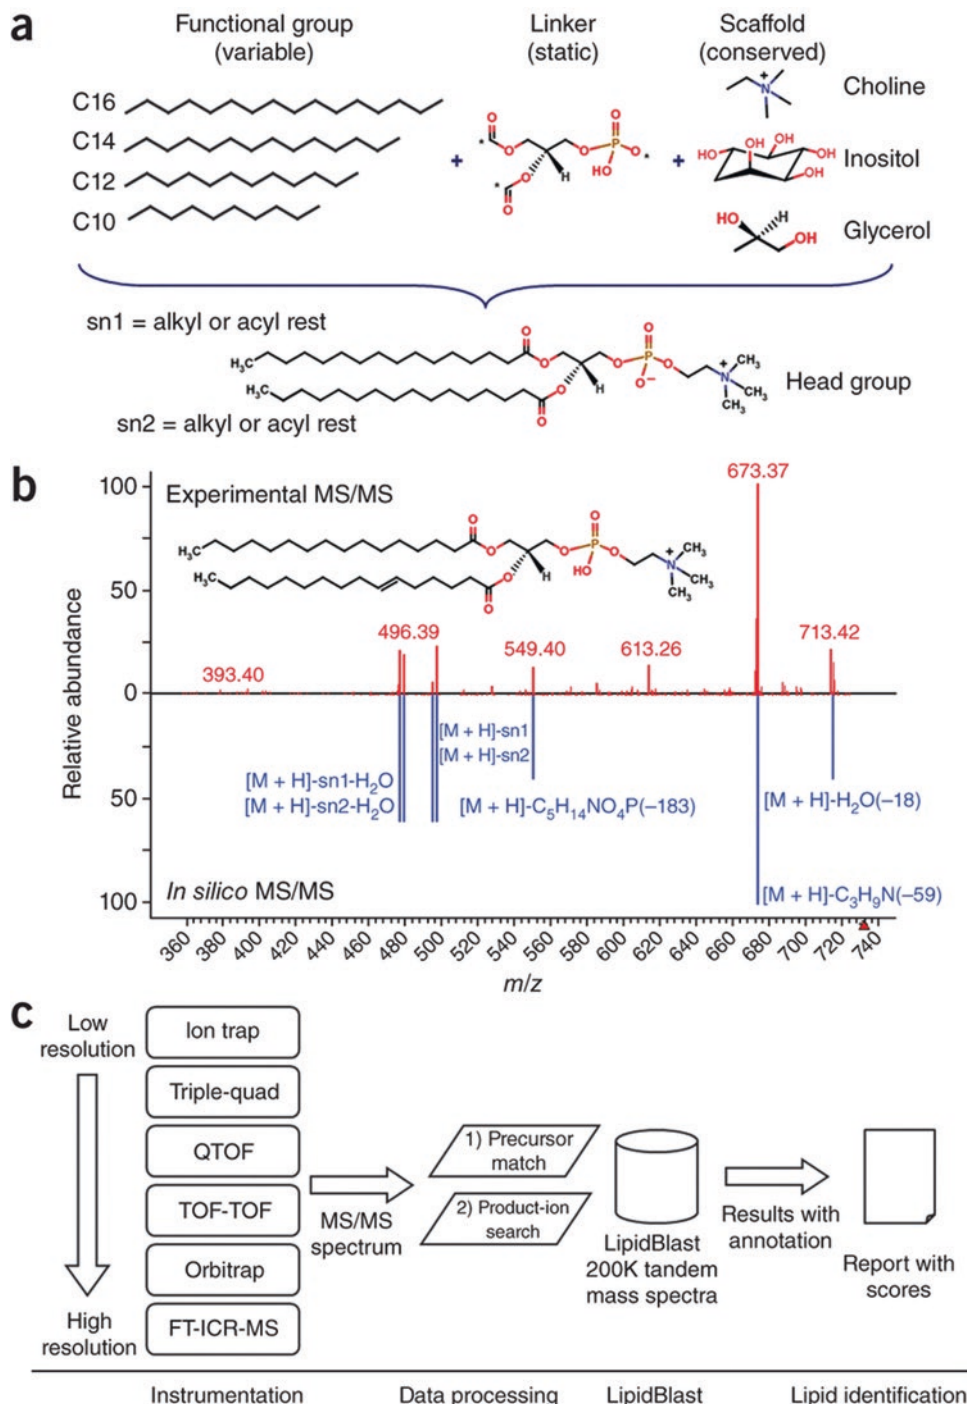 a
Functional group
(variable)
Linker
(static)
Scaffold
(conserved)
C16
C14
C12
C10
+
+
Choline
Inositol
Glycerol
sn1 = alkyl or acyl rest
sn2 = alkyl or acyl rest
Head group
b
Experimental MS/MS
673.37
496.39
549.40
613.26
713.42
393.40
Relative abundance
100
50
0
50
100
[M + H]-sn1
[M + H]-sn2
[M + H]-sn1-H₂O
[M + H]-sn2-H₂O
[M + H]-C₅H₁₄NO₄P(−183)
[M + H]-H₂O(−18)
[M + H]-C₃H₉N(−59)
In silico MS/MS
360 380 400 420 440 460 480 500 520 540 560 580 600 620 640 660 680 700 720 740
m/z
c
Low
resolution
High
resolution
Ion trap
Triple-quad
QTOF
TOF-TOF
Orbitrap
FT-ICR-MS
MS/MS
spectrum
1) Precursor
match
2) Product-ion
search
LipidBlast
200K tandem
mass spectra
Results with
annotation
Report with
scores
Instrumentation
Data processing
LipidBlast
Lipid identification